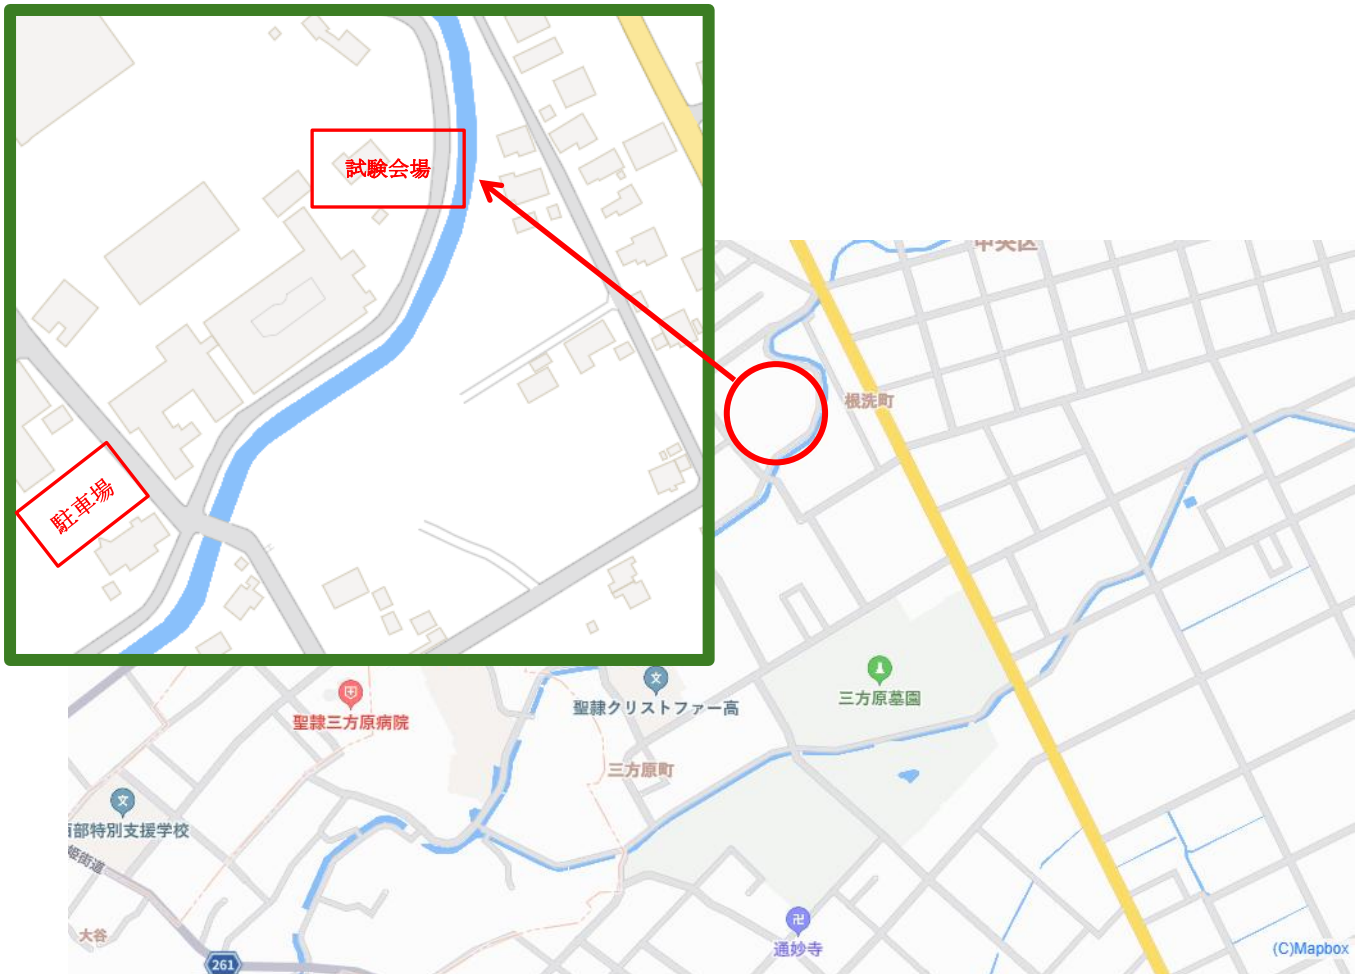 試験会場
駐車場
中央区
根洗町
三方原墓園
聖隷クリストファー高
聖隷三方原病院
三方原町
西部特別支援学校
姫街道
大谷
261
通妙寺
(C)Mapbox